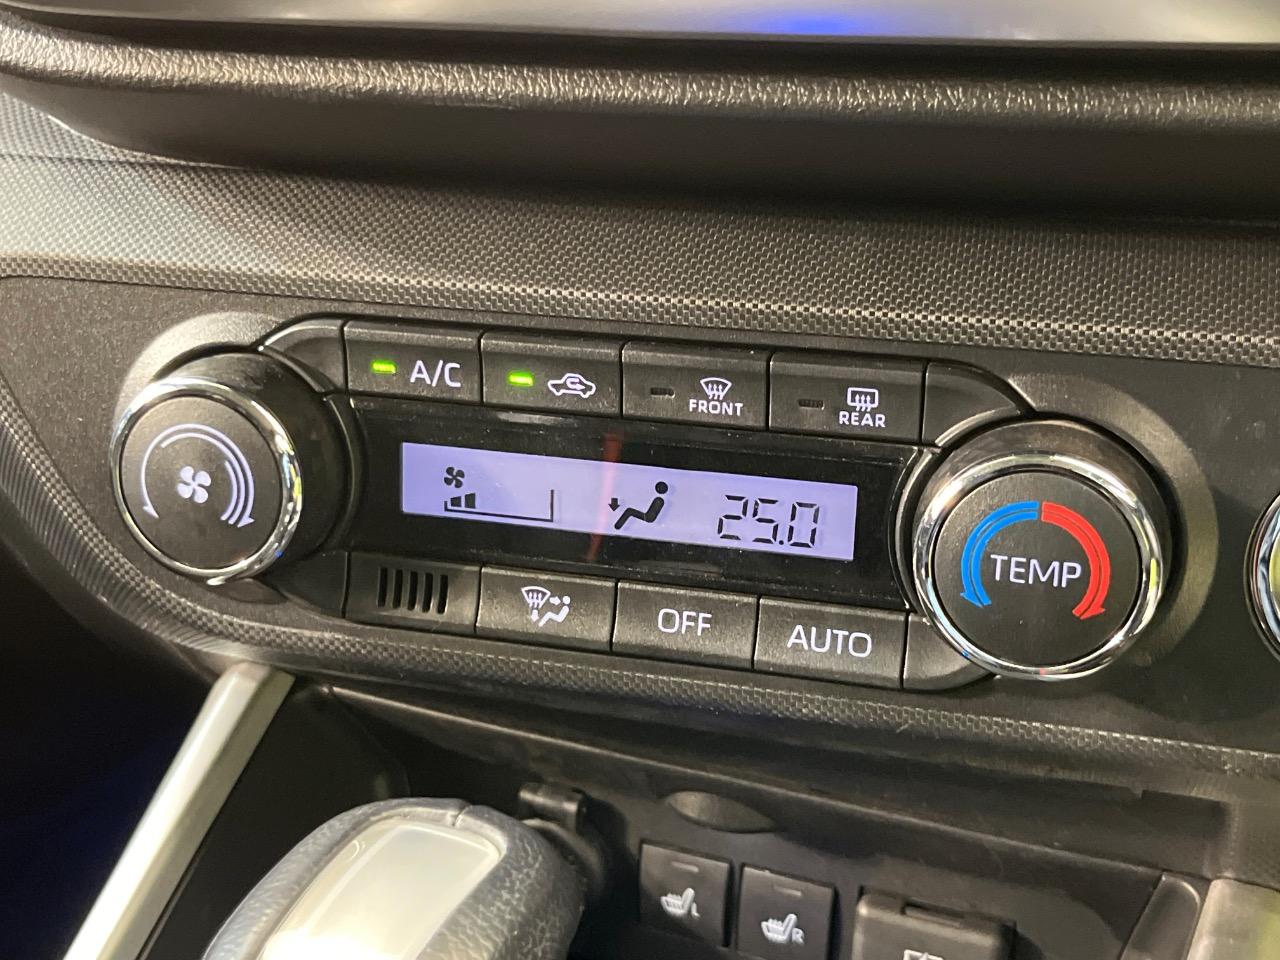 A/C
FRONT
REAR
25.0
TEMP
OFF
AUTO
L
R